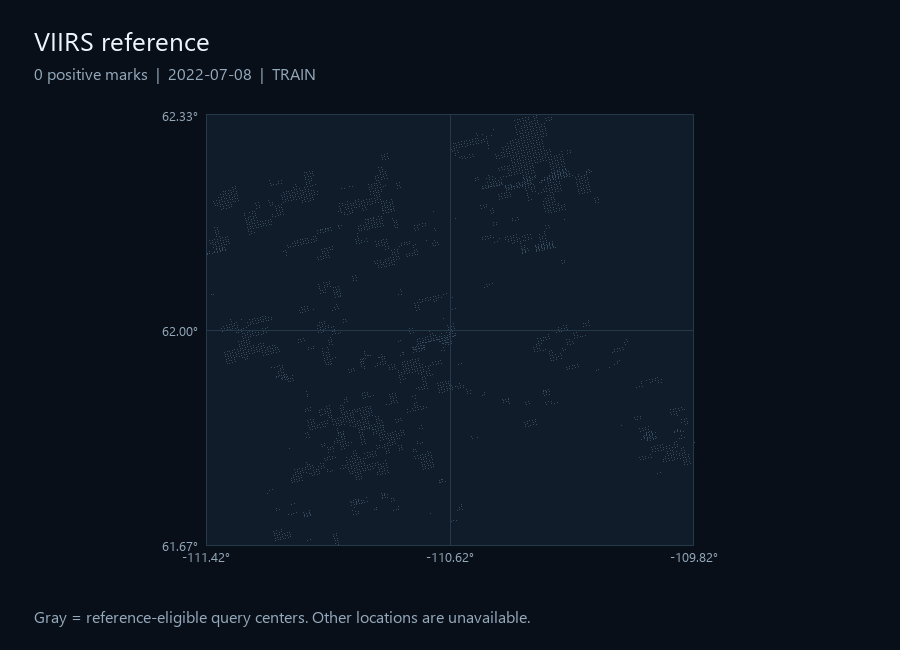 VIIRS reference
0 positive marks | 2022-07-08 | TRAIN
62.33°
62.00°
61.67°
-111.42°
-110.62°
-109.82°
Gray = reference-eligible query centers. Other locations are unavailable.